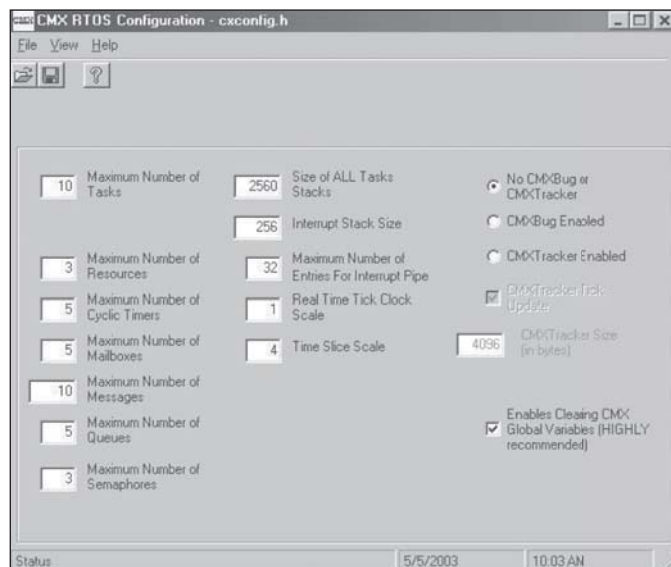 cmx CMX RTOS Configuration - cxconfig.h
File View Help
10 Maximum Number of
Tasks
3 Maximum Number of
Resources
5 Maximum Number of
Cyclic Timers
5 Maximum Number of
Mailboxes
10 Maximum Number of
Messages
5 Maximum Number of
Queues
3 Maximum Number of
Semaphores
2560 Size of ALL Tasks
Stacks
256 Interrupt Stack Size
32 Maximum Number of
Entries For Interrupt Pipe
1 Real Time Tick Clock
Scale
4 Time Slice Scale
No CMXBug or
CMXTracker
CMXBug Enabled
CMXTracker Enabled
CMXTracker Tick
Update
4096 CMXTracker Size
(in bytes)
Enables Clearing CMX
Global Variables (HIGHLY
recommended)
Status 5/5/2003 10:03 AM